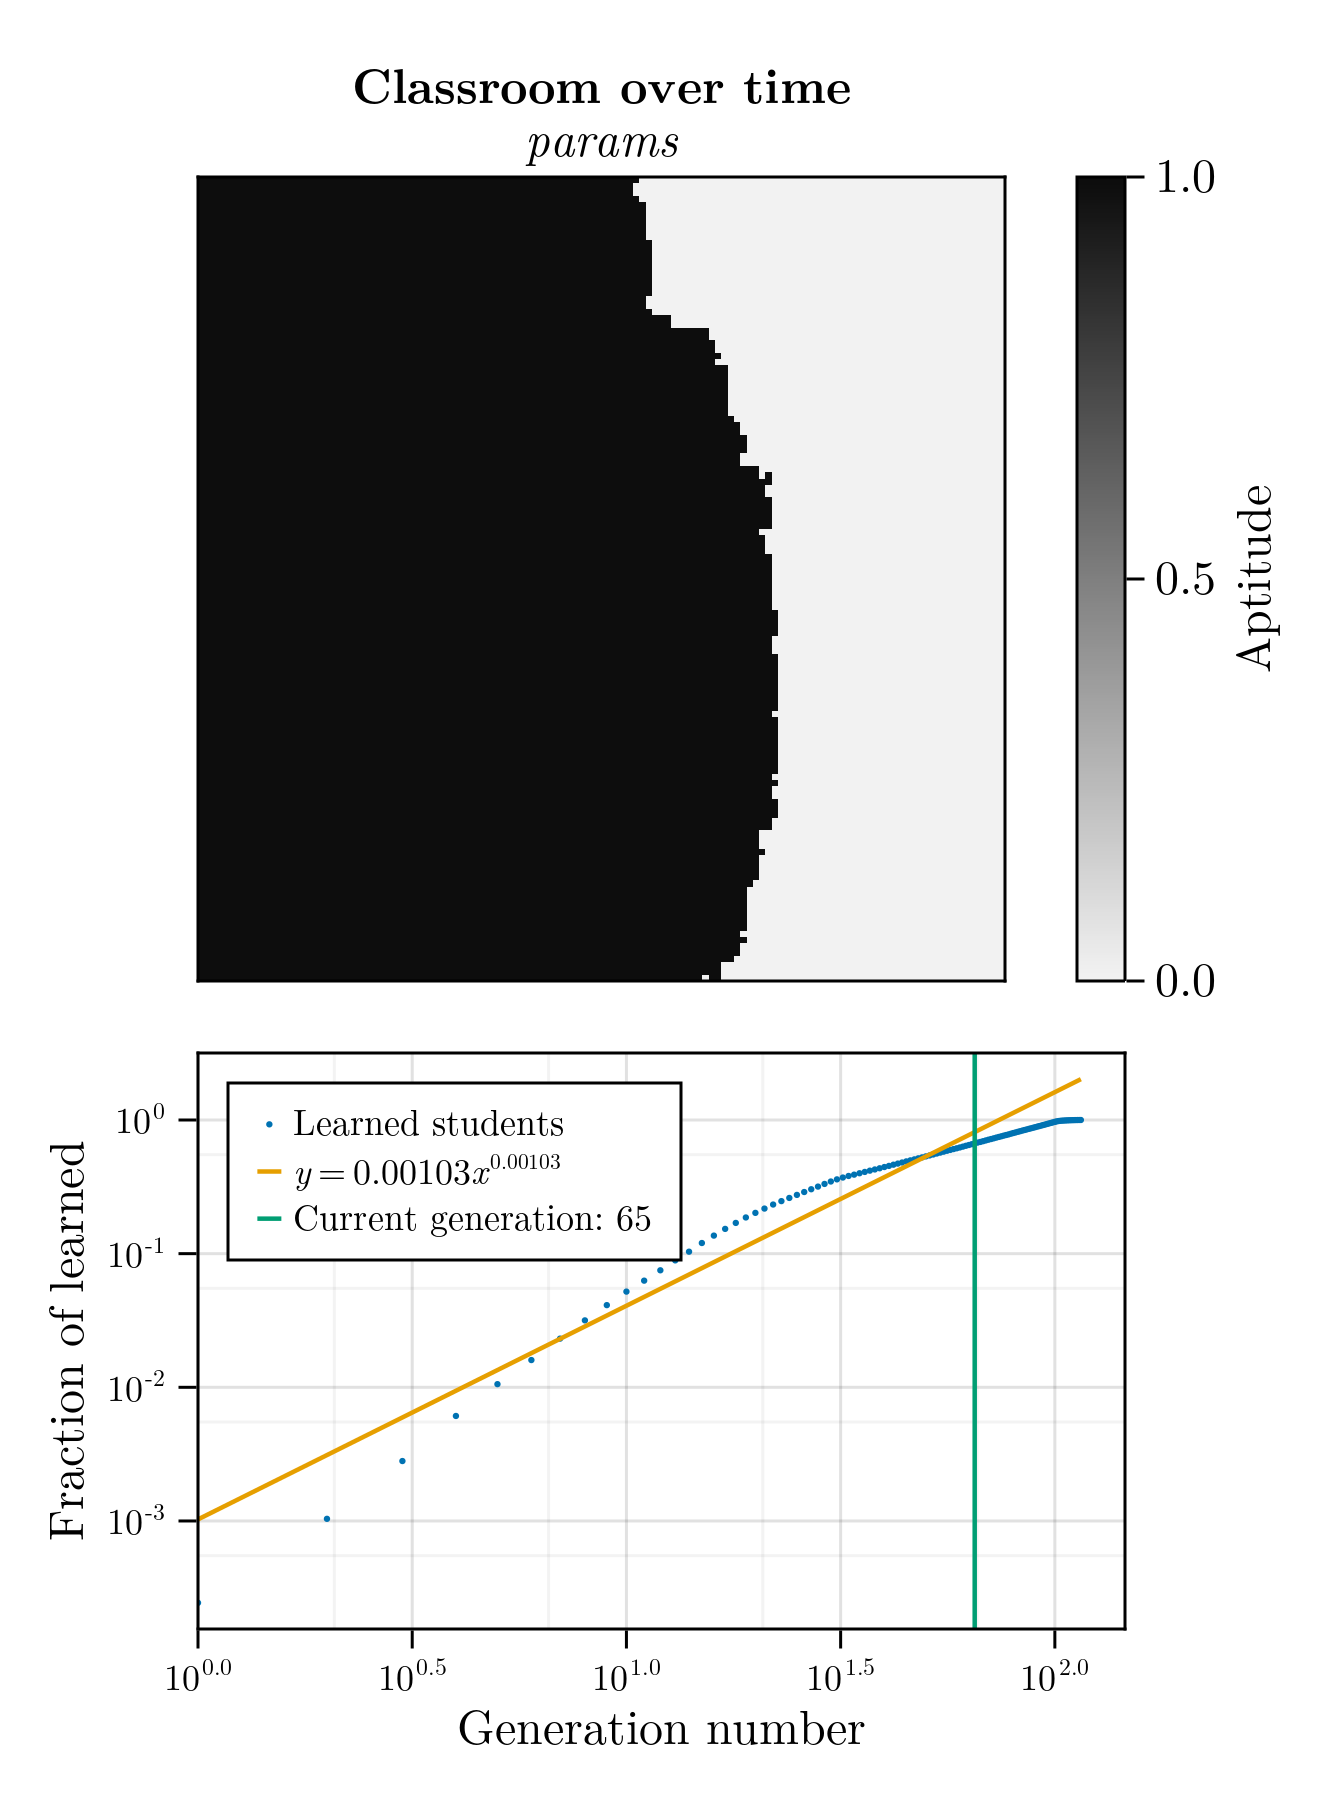 Classroom over time
params
1.0
0.5
0.0
Aptitude
Learned students
y = 0.00103x^0.00103
Current generation: 65
10^0
10^-1
10^-2
10^-3
Fraction of learned
10^0.0
10^0.5
10^1.0
10^1.5
10^2.0
Generation number